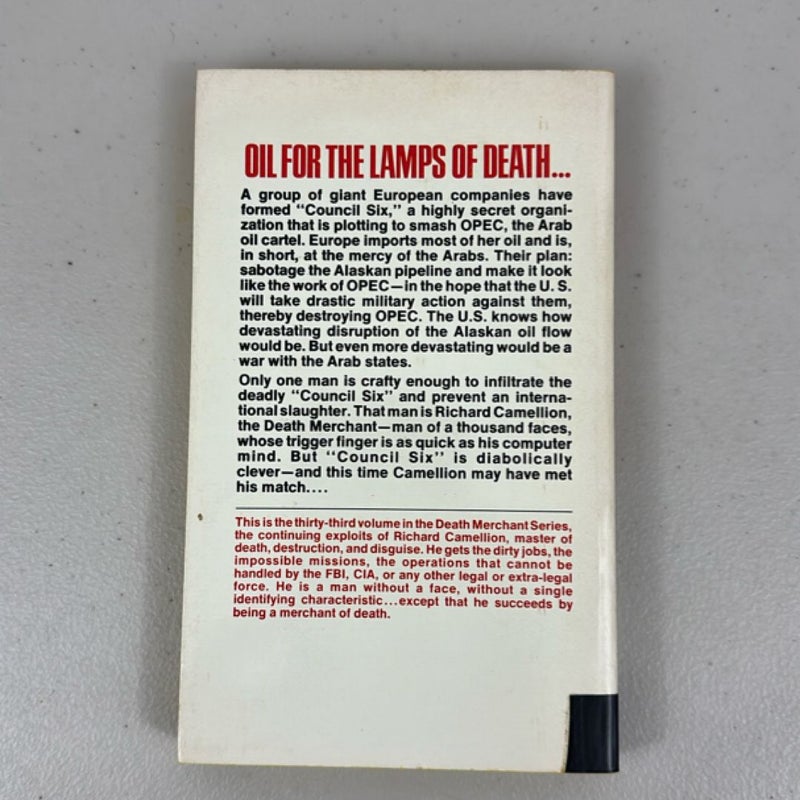 OIL FOR THE LAMPS OF DEATH...
A group of giant European companies have
formed "Council Six," a highly secret organi-
zation that is plotting to smash OPEC, the Arab
oil cartel. Europe imports most of her oil and is,
in short, at the mercy of the Arabs. Their plan:
sabotage the Alaskan pipeline and make it look
like the work of OPEC—in the hope that the U. S.
will take drastic military action against them,
thereby destroying OPEC. The U.S. knows how
devastating disruption of the Alaskan oil flow
would be. But even more devastating would be a
war with the Arab states.
Only one man is crafty enough to infiltrate the
deadly "Council Six" and prevent an interna-
tional slaughter. That man is Richard Camellion,
the Death Merchant—man of a thousand faces,
whose trigger finger is as quick as his computer
mind. But "Council Six" is diabolically
clever—and this time Camellion may have met
his match....
This is the thirty-third volume in the Death Merchant Series,
the continuing exploits of Richard Camellion, master of
death, destruction, and disguise. He gets the dirty jobs, the
impossible missions, the operations that cannot be
handled by the FBI, CIA, or any other legal or extra-legal
force. He is a man without a face, without a single
identifying characteristic...except that he succeeds by
being a merchant of death.